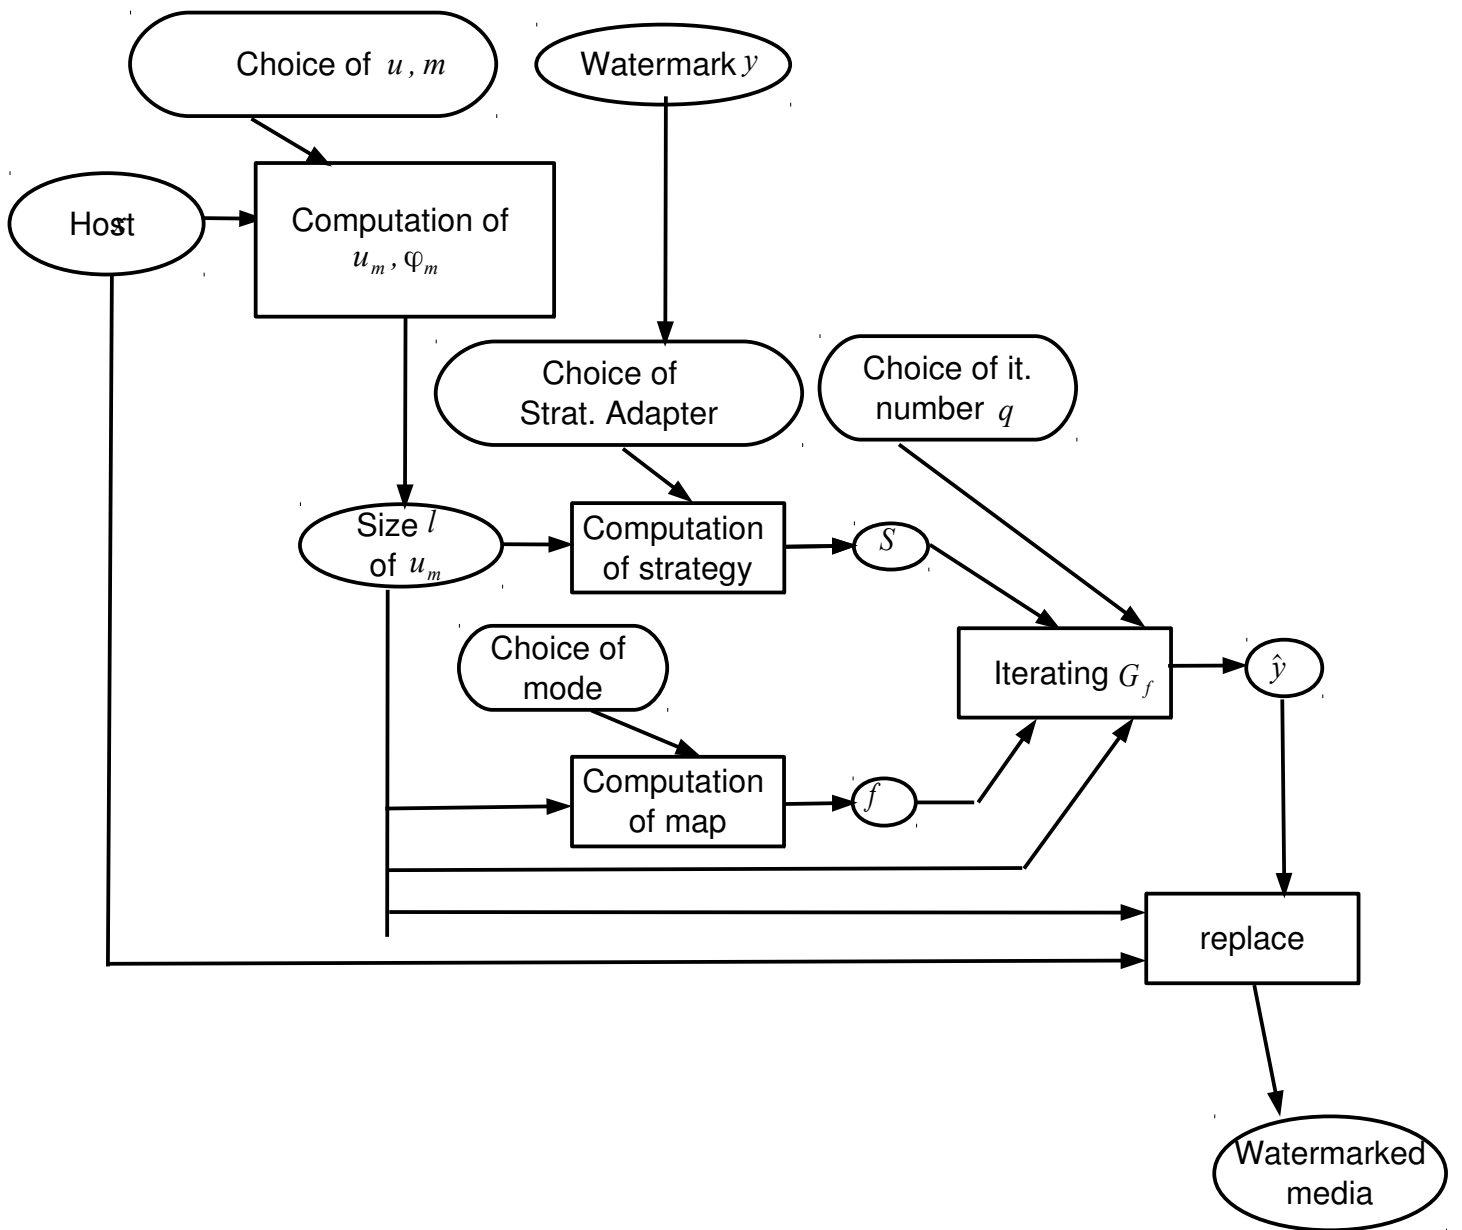 Choice of u , m
Watermark y
Host
Computation of
u_m , φ_m
Choice of
Strat. Adapter
Choice of it.
number q
Size l
of u_m
Computation
of strategy
S
Choice of
mode
Iterating G_f
ŷ
Computation
of map
f
replace
Watermarked
media